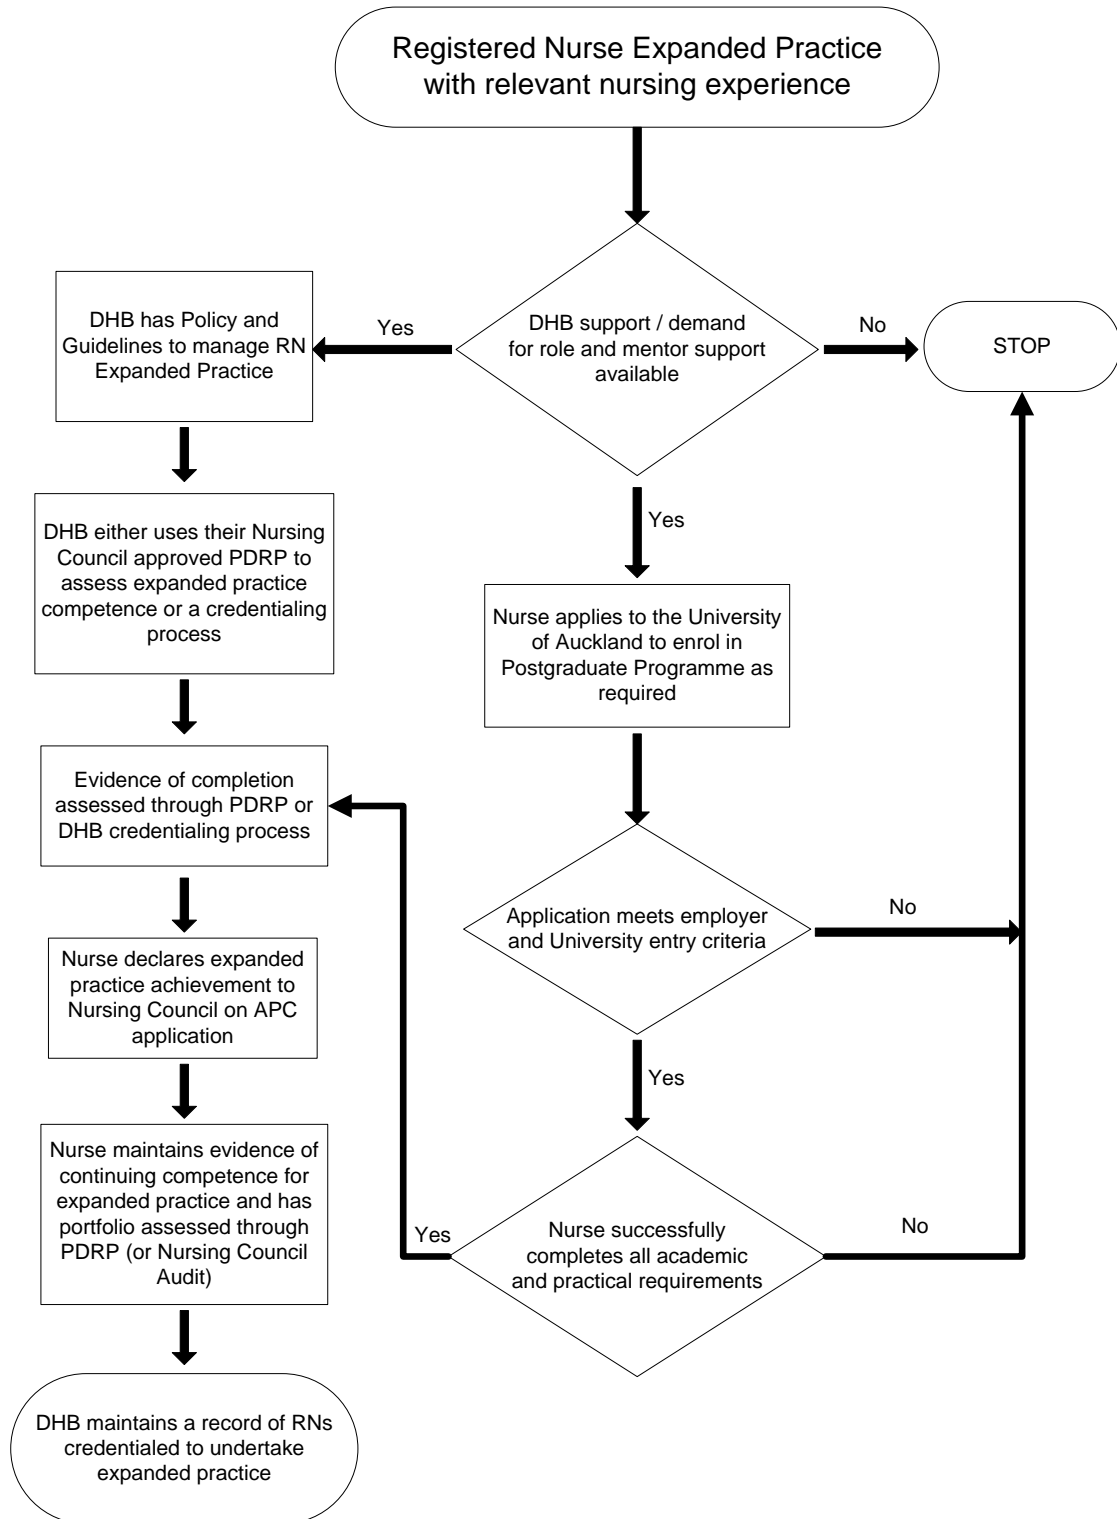 Registered Nurse Expanded Practice
with relevant nursing experience
DHB has Policy and
Guidelines to manage RN
Expanded Practice
Yes
DHB support / demand
for role and mentor support
available
No
STOP
DHB either uses their Nursing
Council approved PDRP to
assess expanded practice
competence or a credentialing
process
Yes
Nurse applies to the University
of Auckland to enrol in
Postgraduate Programme as
required
Evidence of completion
assessed through PDRP or
DHB credentialing process
Application meets employer
and University entry criteria
No
Nurse declares expanded
practice achievement to
Nursing Council on APC
application
Yes
Nurse maintains evidence of
continuing competence for
expanded practice and has
portfolio assessed through
PDRP (or Nursing Council
Audit)
Yes
Nurse successfully
completes all academic
and practical requirements
No
DHB maintains a record of RNs
credentialed to undertake
expanded practice